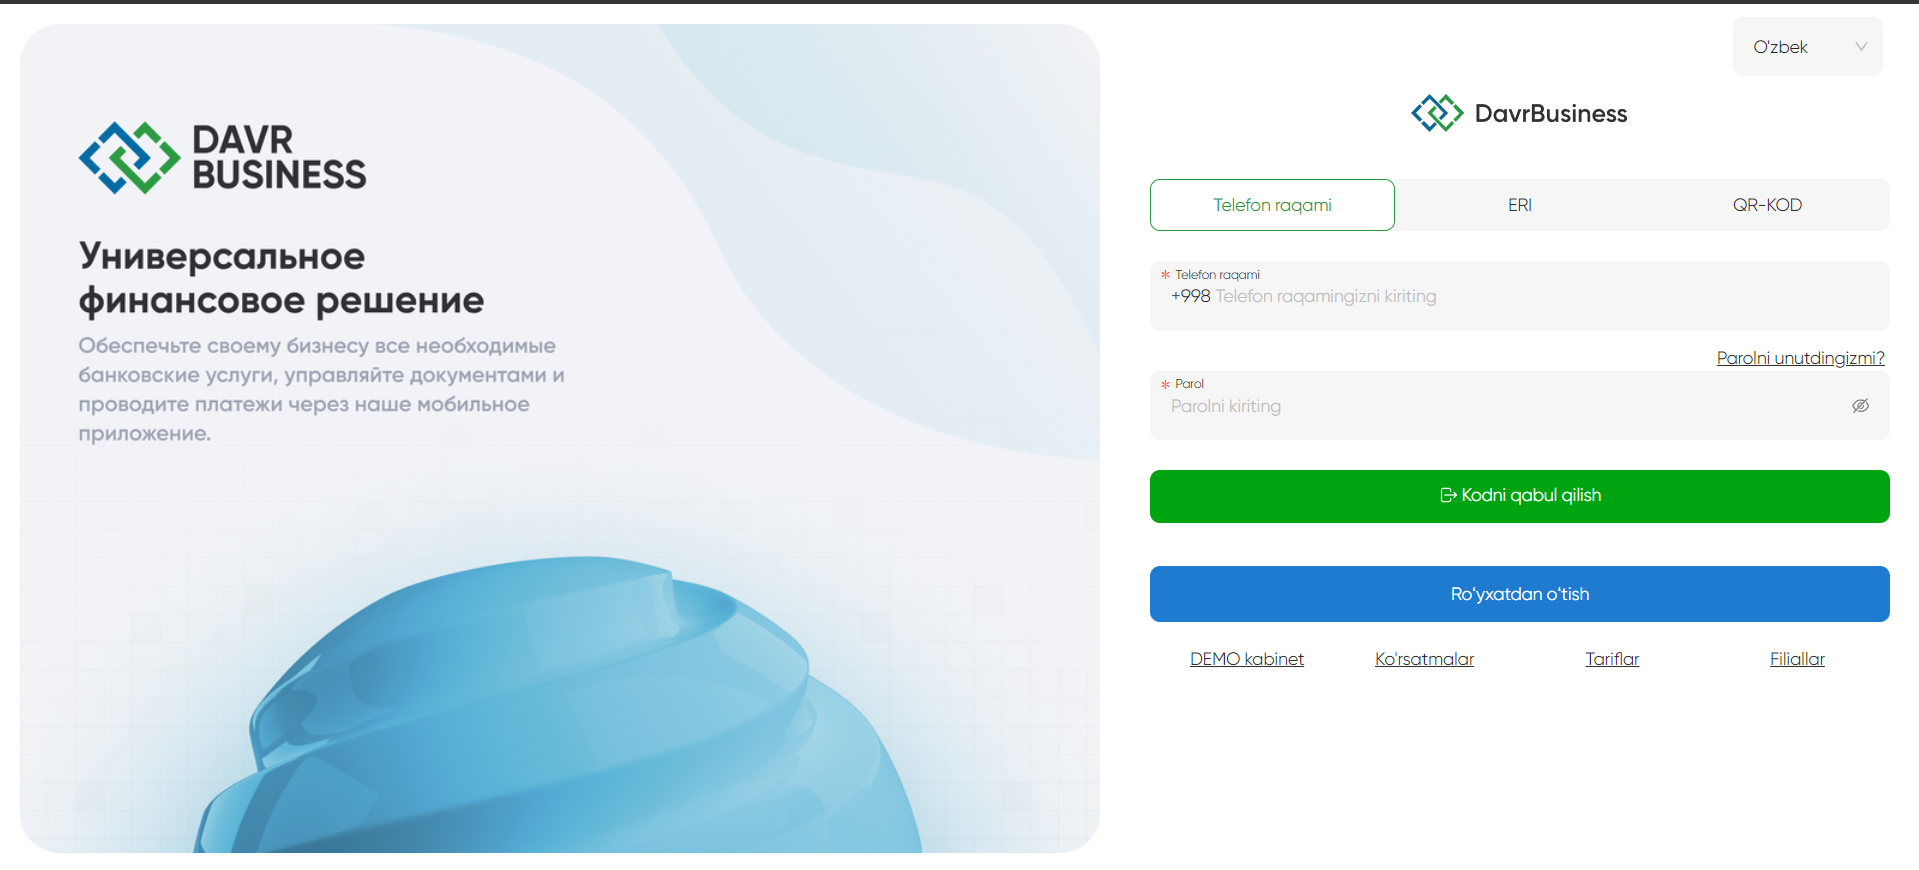 DAVR
BUSINESS
Универсальное
финансовое решение
Обеспечьте своему бизнесу все необходимые
банковские услуги, управляйте документами и
проводите платежи через наше мобильное
приложение.
O'zbek
DavrBusiness
Telefon raqami
ERI
QR-KOD
* Telefon raqami
+998 Telefon raqamingizni kiriting
Parolni unutdingizmi?
* Parol
Parolni kiriting
Kodni qabul qilish
Ro‘yxatdan o‘tish
DEMO kabinet
Ko'rsatmalar
Tariflar
Filiallar